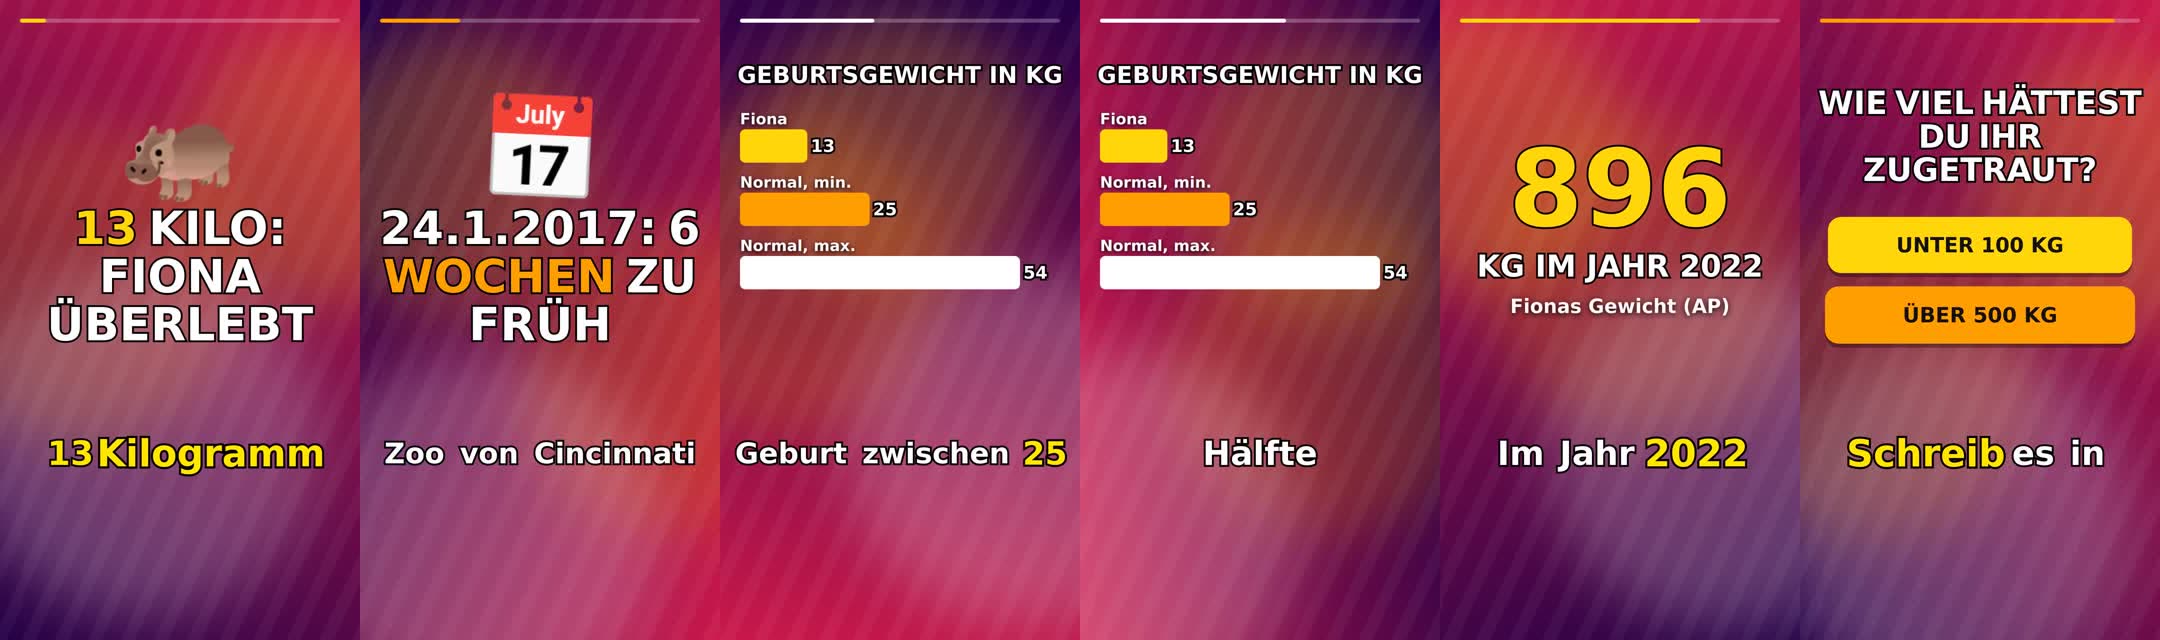 13 KILO:
FIONA
ÜBERLEBT
13 Kilogramm
July
17
24.1.2017: 6
WOCHEN ZU
FRÜH
Zoo von Cincinnati
GEBURTSGEWICHT IN KG
Fiona
13
Normal, min.
25
Normal, max.
54
Geburt zwischen 25
GEBURTSGEWICHT IN KG
Fiona
13
Normal, min.
25
Normal, max.
54
Hälfte
896
KG IM JAHR 2022
Fionas Gewicht (AP)
Im Jahr 2022
WIE VIEL HÄTTEST
DU IHR
ZUGETRAUT?
UNTER 100 KG
ÜBER 500 KG
Schreib es in